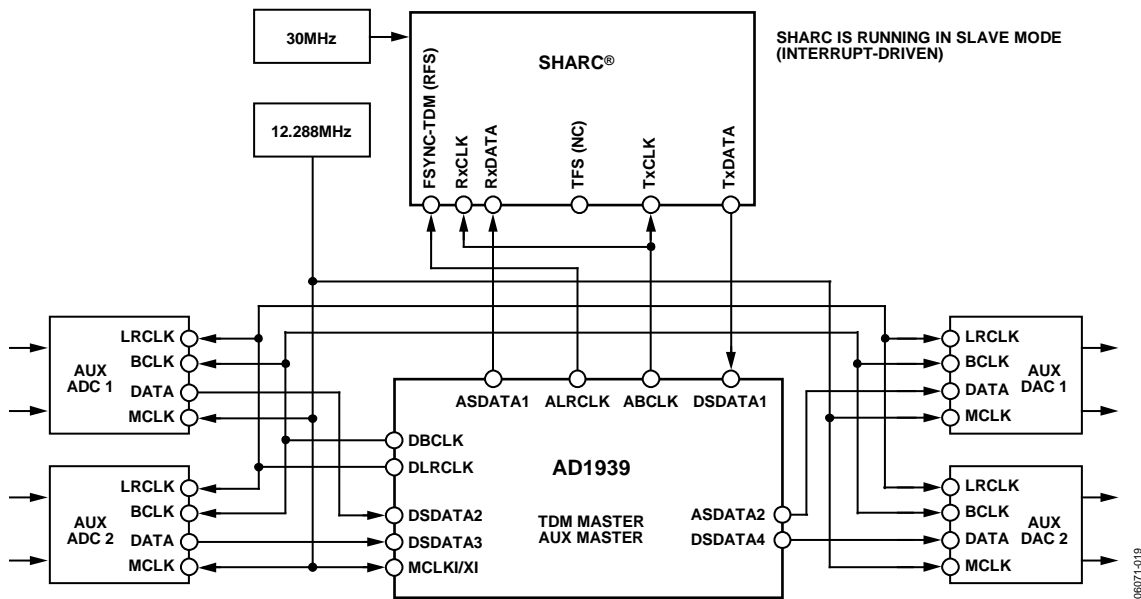 30MHz
12.288MHz
SHARC®
SHARC IS RUNNING IN SLAVE MODE
(INTERRUPT-DRIVEN)
FSYNC-TDM (RFS)
RxCLK
RxDATA
TFS (NC)
TxCLK
TxDATA
AUX
ADC 1
LRCLK
BCLK
DATA
MCLK
AUX
ADC 2
LRCLK
BCLK
DATA
MCLK
ASDATA1
ALRCLK
ABCLK
DSDATA1
DBCLK
DLRCLK
DSDATA2
DSDATA3
MCLKI/XI
AD1939
TDM MASTER
AUX MASTER
ASDATA2
DSDATA4
LRCLK
BCLK
DATA
MCLK
AUX
DAC 1
LRCLK
BCLK
DATA
MCLK
AUX
DAC 2
06071-019